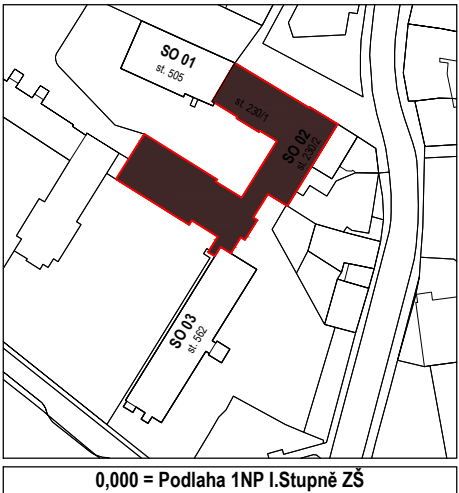 SO 01
st. 505
st. 230/1
SO 02
st. 230/2
SO 03
st. 562
0,000 = Podlaha 1NP I.Stupně ZŠ